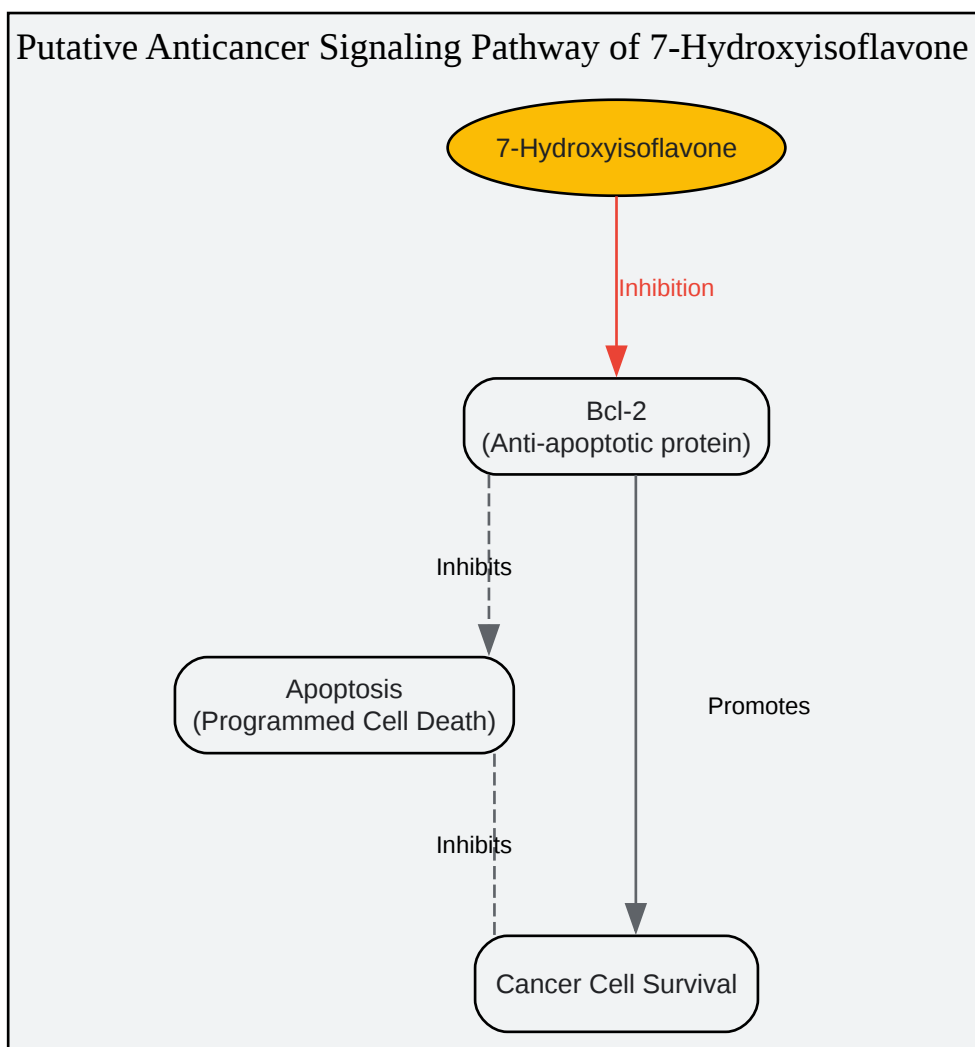 Putative Anticancer Signaling Pathway of 7-Hydroxyisoflavone
7-Hydroxyisoflavone
Inhibition
Bcl-2
(Anti-apoptotic protein)
Inhibits
Apoptosis
(Programmed Cell Death)
Promotes
Inhibits
Cancer Cell Survival